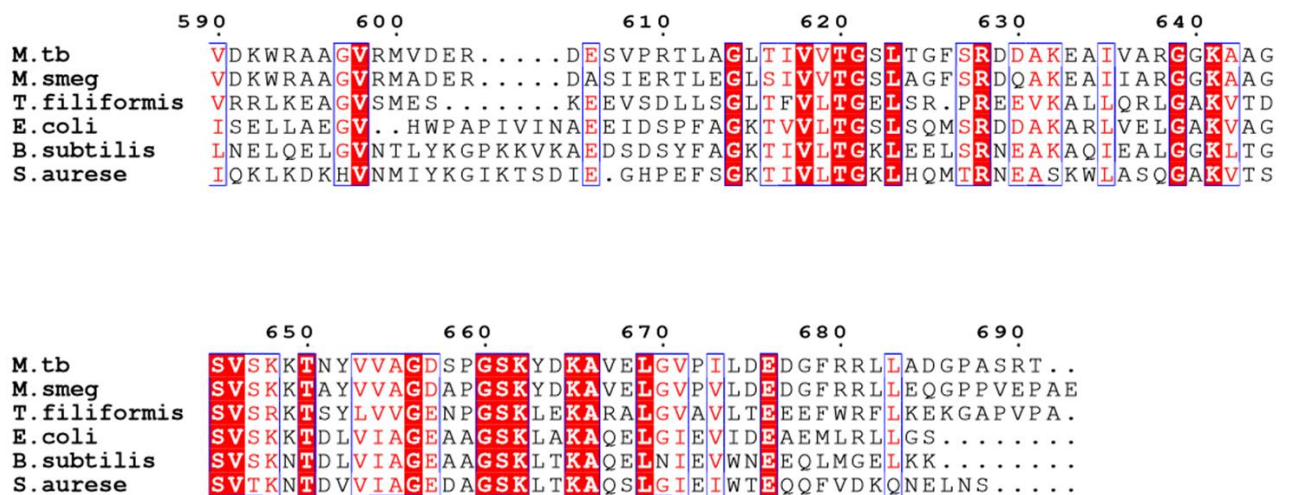 590 600 610 620 630 640
M.tb VDKWRAAGVRMVDER.....DESVPRTLAGLTIVVTGSLTGFSRDDAKEAIVARGGKAAG
M.smeg VDKWRAAGVRMADER.....DASIERTLEGLSIVVTGSLAGFSRDQAKEAIIARGGKAAG
T.filiformis VRRLKEAGVSMES.......KEEVSDLLSGLTFVLTGELSR.PREEVKALLQRLGAKVTD
E.coli ISELLAEGV..HWPAPIVINAEEIDSPFAGKTVVLTGSLSQMSRDDAKARLVELGAKVAG
B.subtilis LNELQELGVNTLYKGPKKVKAEDSDSYFAGKTIVLTGKLEELSRNEAKAQIEALGGKLTG
S.aurese IQKLKDKHVNMIYKGIKTSDIE.GHPEFSGKTIVLTGKLHQMTRNEASKWLASQGAKVTS
650 660 670 680 690
M.tb SVSKKTNYVVAGDSPGSKYDKAVELGVPILDEDGFRRLLADGPASRT..
M.smeg SVSKKTAYVVAGDAPGSKYDKAVELGVPVLDEDGFRRLLEQGPPVEPAE
T.filiformis SVSRKTSYLVVGENPGSKLEKARALGVAVLTEEEFWRFLKEKGAPVPA.
E.coli SVSKKTDLVIAGEAAGSKLAKAQELGIEVIDEAEMLRLLGS........
B.subtilis SVSKNTDLVIAGEAAGSKLTKAQELNIEVWNEEQLMGELKK........
S.aurese SVTKNTDVVIAGEDAGSKLTKAQSLGIEIWTEQQFVDKQNELNS.....